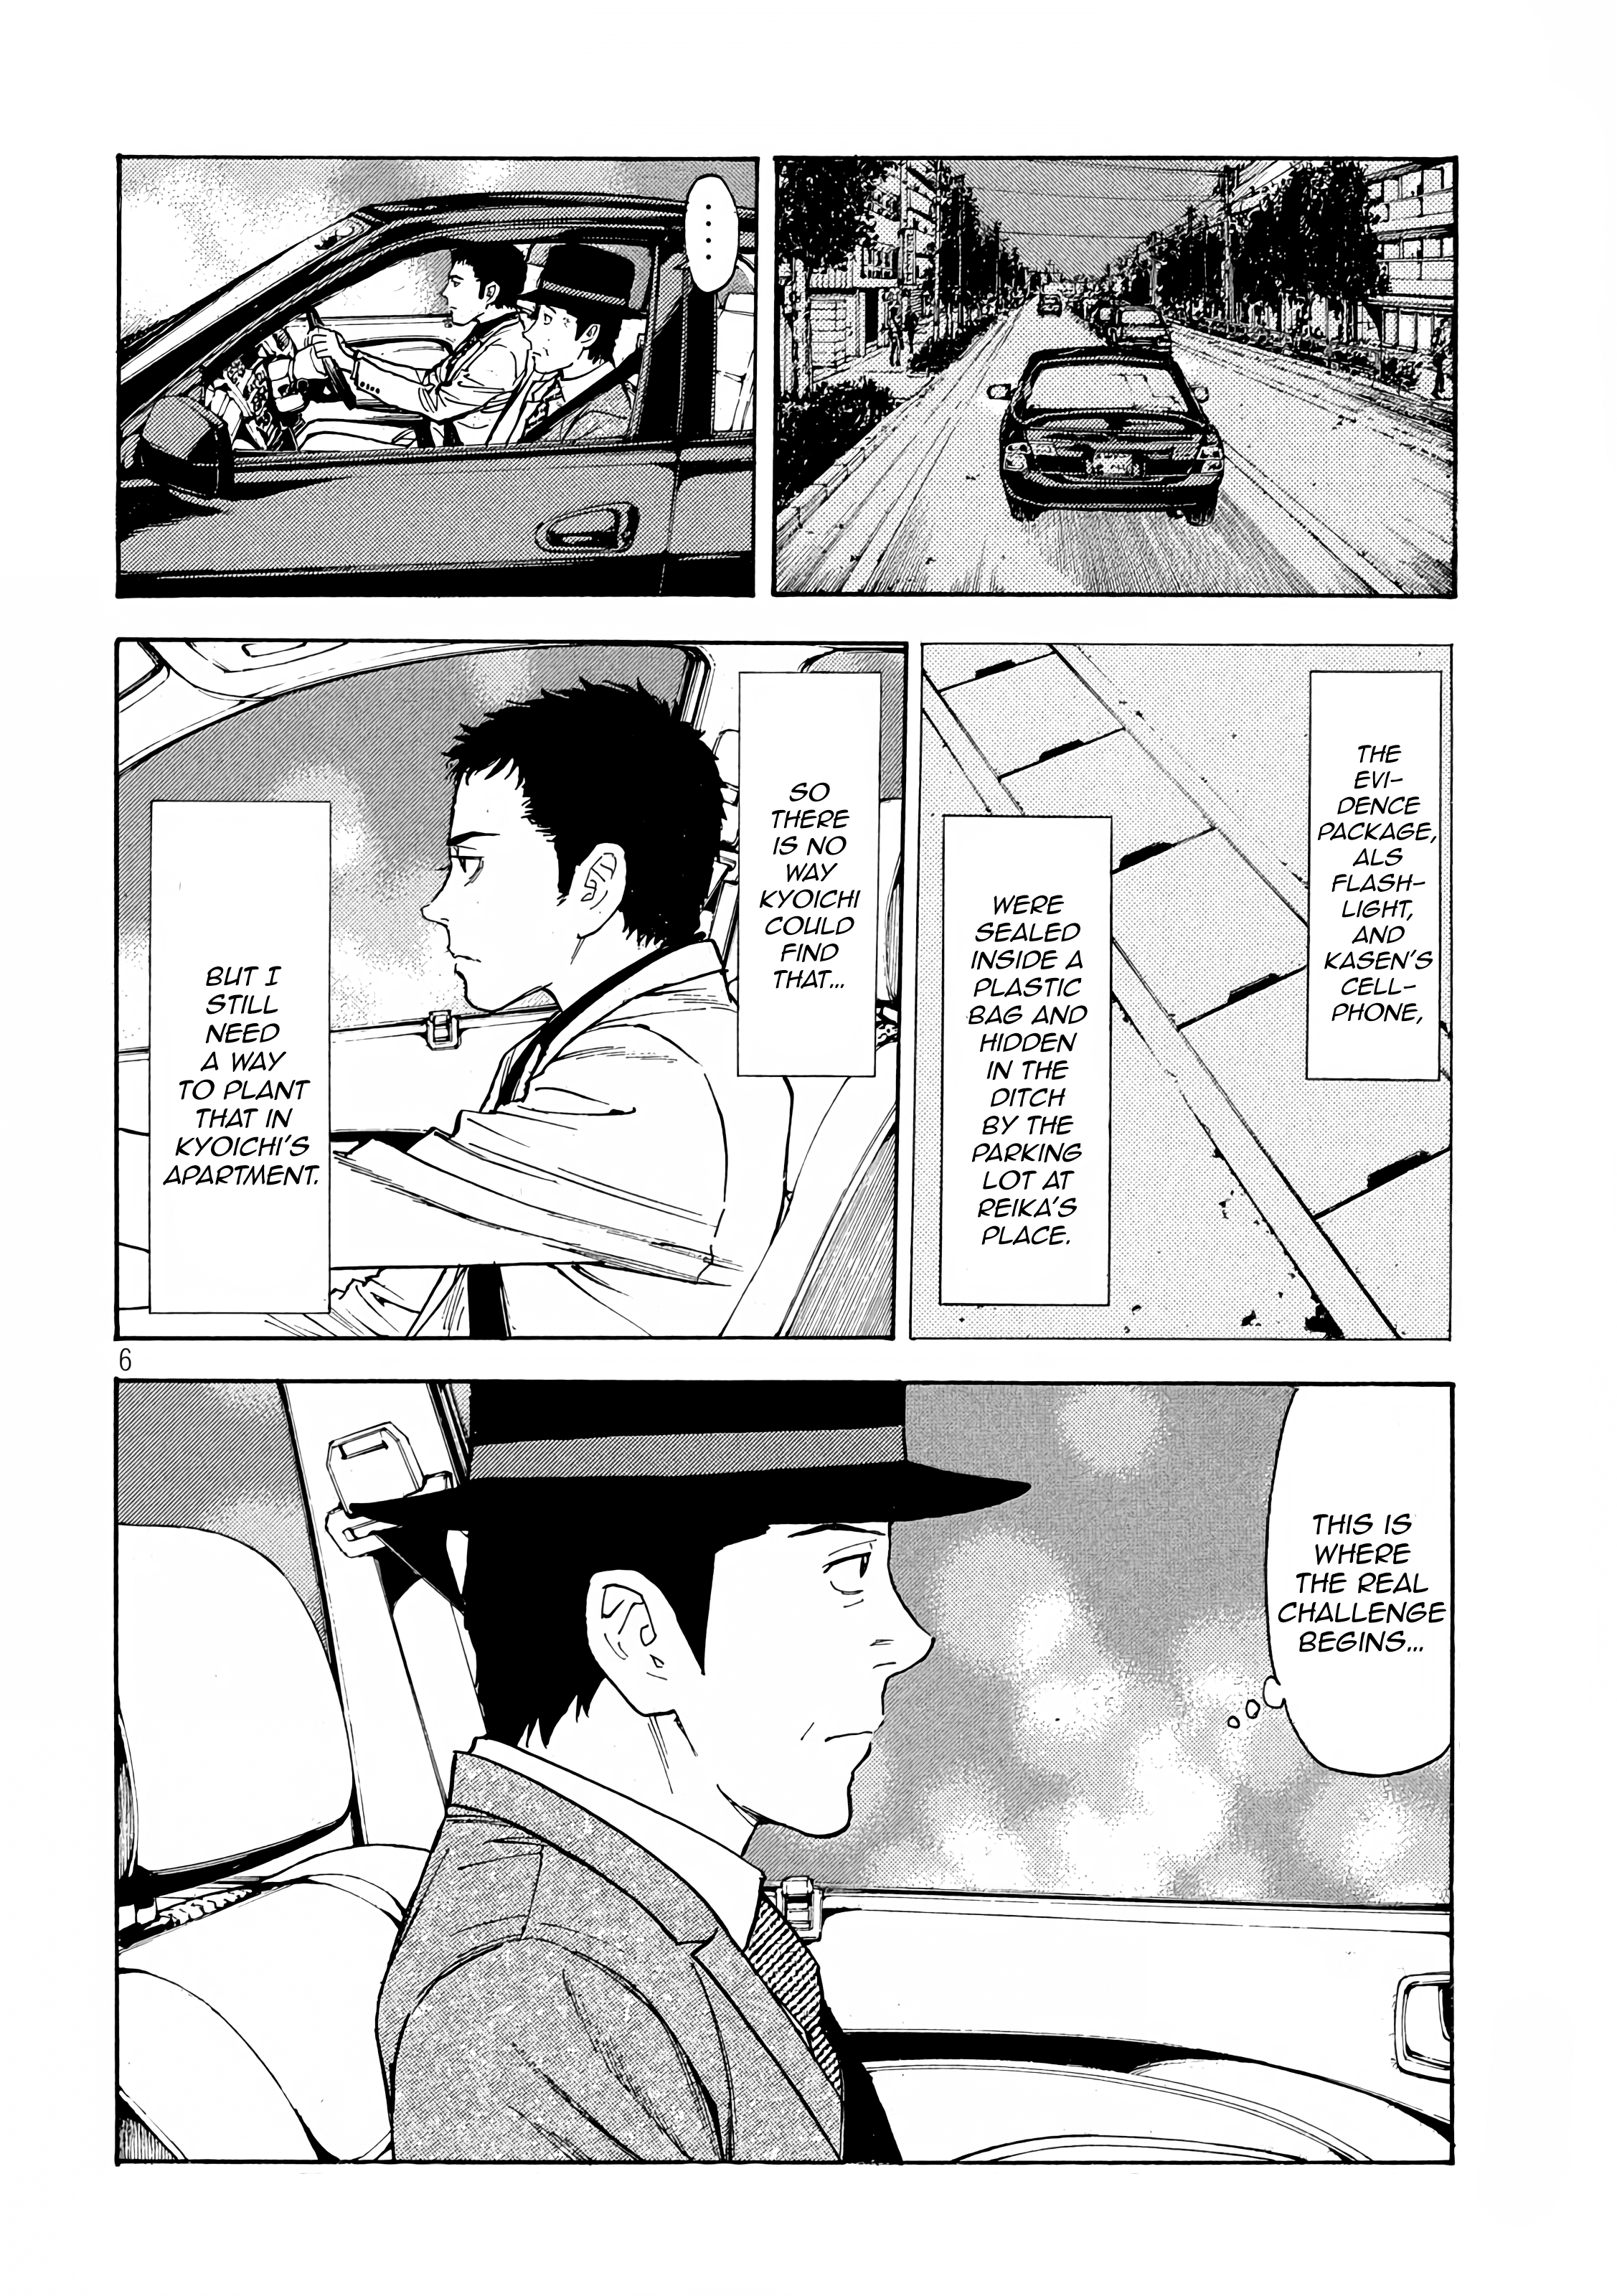 ....
THE
EVI-
DENCE
PACKAGE,
ALS
FLASH-
LIGHT,
AND
KASEN'S
CELL-
PHONE,
WERE
SEALED
INSIDE A
PLASTIC
BAG AND
HIDDEN
IN THE
DITCH
BY THE
PARKING
LOT AT
REIKA'S
PLACE.
SO
THERE
IS NO
WAY
KYOICHI
COULD
FIND
THAT...
BUT I
STILL
NEED
A WAY
TO PLANT
THAT IN
KYOICHI'S
APARTMENT.
6
THIS IS
WHERE
THE REAL
CHALLENGE
BEGINS...